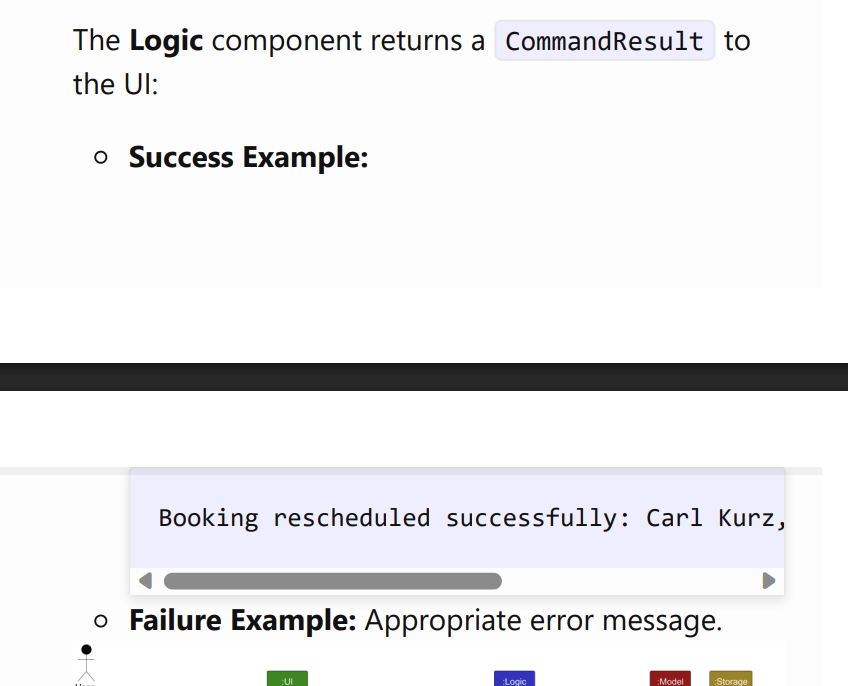 The Logic component returns a CommandResult to
the UI:
Success Example:
Booking rescheduled successfully: Carl Kurz,
Failure Example: Appropriate error message.
:UI :Logic :Model :Storage